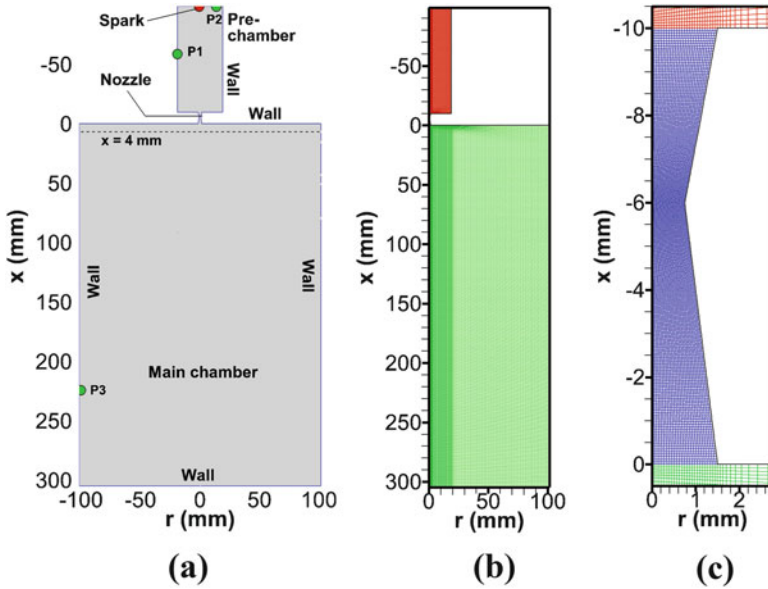 Spark
P2
Pre-
chamber
P1
Wall
Nozzle
Wall
x = 4 mm
-50
0
50
100
150
200
250
300
x (mm)
Wall
Wall
Main chamber
P3
Wall
-100 -50 0 50 100
r (mm)
(a)
-50
0
50
100
150
200
250
300
x (mm)
0 50 100
r (mm)
(b)
-10
-8
-6
-4
-2
0
x (mm)
0 1 2
r (mm)
(c)